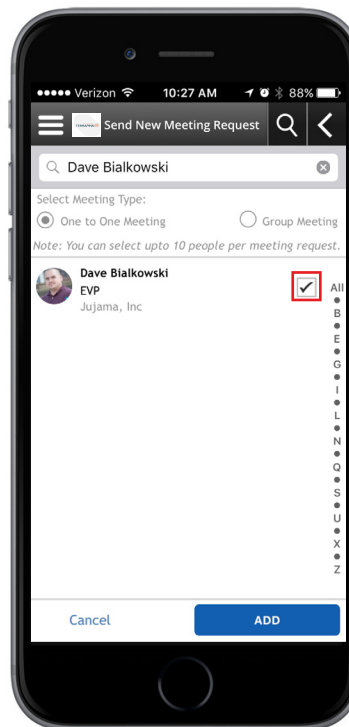 Verizon 10:27 AM 88%
Send New Meeting Request
Dave Bialkowski
Select Meeting Type:
One to One Meeting Group Meeting
Note: You can select upto 10 people per meeting request.
Dave Bialkowski
EVP
Jujama, Inc
All
B
E
G
I
L
N
Q
S
U
X
Z
Cancel ADD